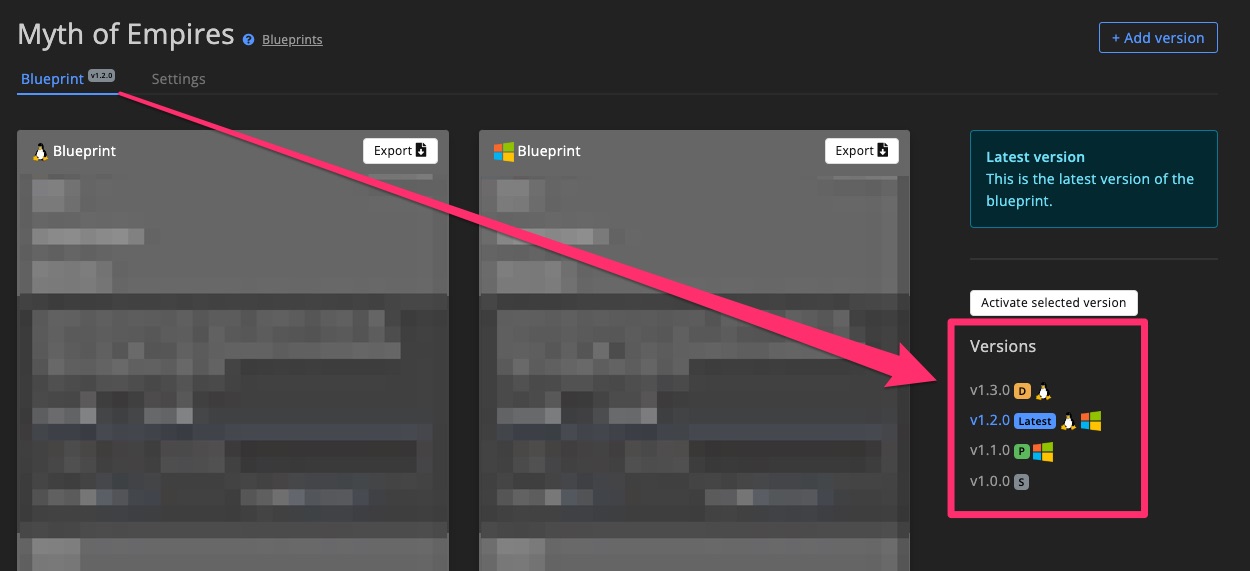 Myth of Empires ? Blueprints
+ Add version
Blueprint v1.2.0 Settings
Blueprint Export
Blueprint Export
Latest version
This is the latest version of the
blueprint.
Activate selected version
Versions
v1.3.0 D
v1.2.0 Latest
v1.1.0 P
v1.0.0 S